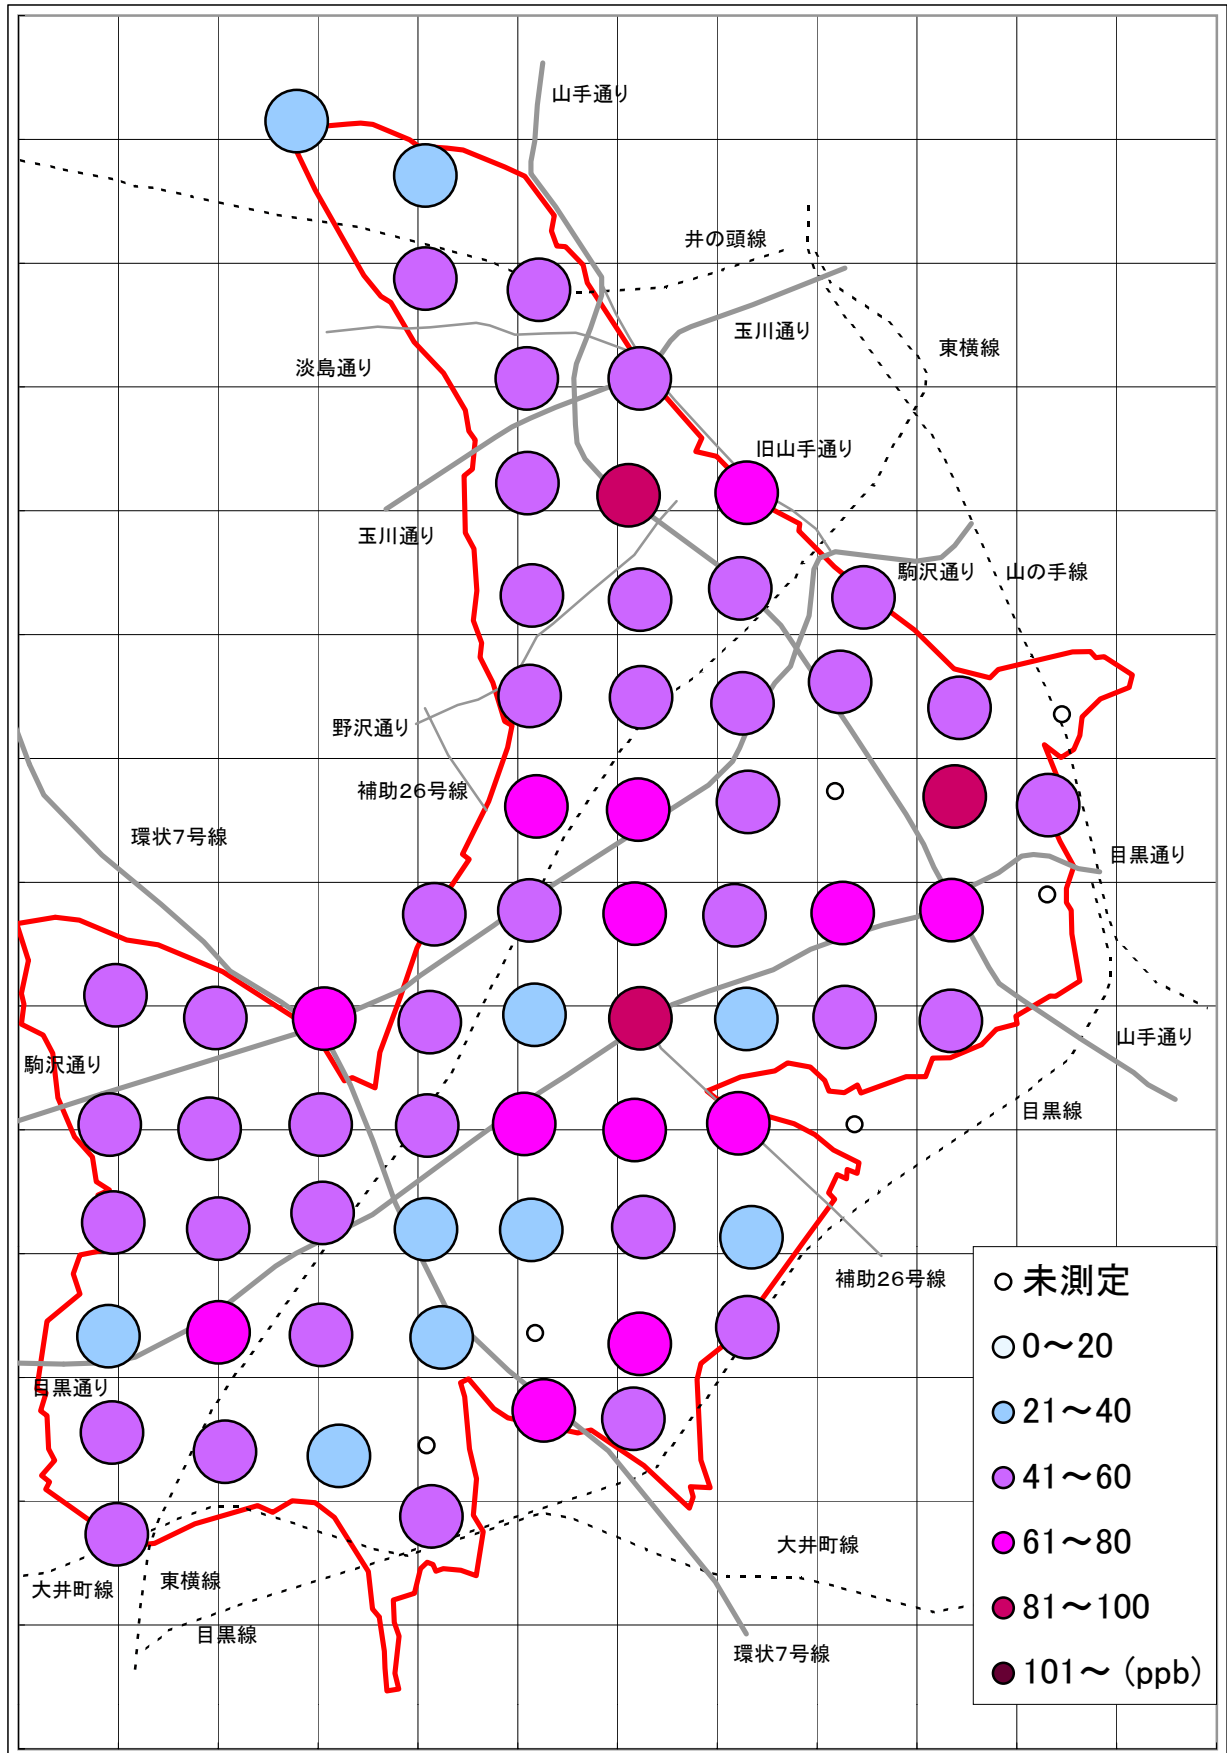 山手通り
井の頭線
玉川通り
東横線
淡島通り
旧山手通り
玉川通り
駒沢通り
山の手線
野沢通り
補助26号線
環状7号線
目黒通り
山手通り
駒沢通り
目黒線
補助26号線
目黒通り
大井町線
東横線
目黒線
大井町線
環状7号線
未測定
0～20
21～40
41～60
61～80
81～100
101～ (ppb)